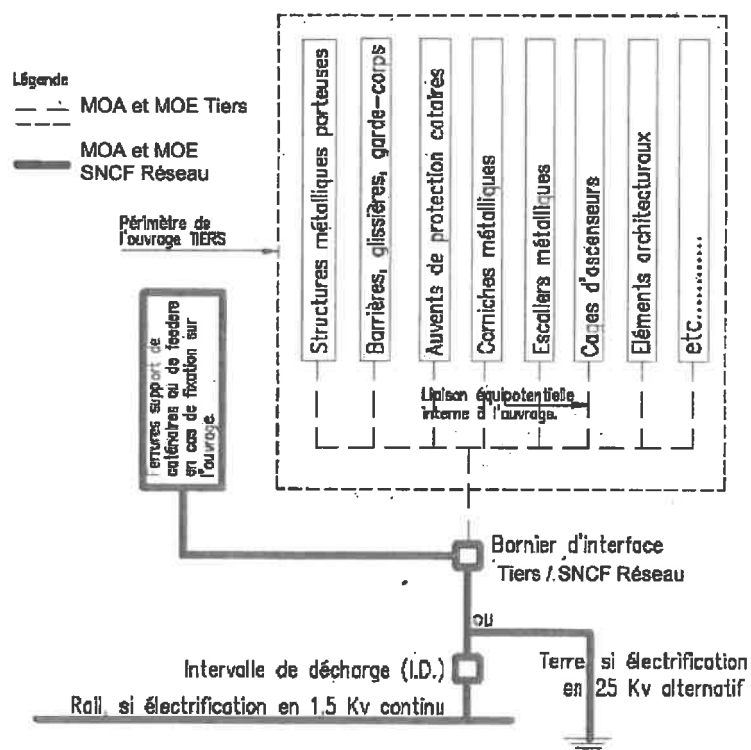 Légende
MOA et MOE Tiers
MOA et MOE
SNCF Réseau
Périmètre de
l'ouvrage TIERS
Structures métalliques porteuses
Barrières, glissières, garde-corps
Auvents de protection cataires
Corniches métalliques
Escaliers métalliques
Cages d'ascenseurs
Eléments architecturaux
etc..........
Liaison équipotentielle
interne à l'ouvrage.
Ferrures support de
caténaires ou de feeders
en cas de fixation sur
l'ouvrage.
Bornier d'interface
Tiers / SNCF Réseau
ou
Intervalle de décharge (I.D.)
Terre, si électrification
en 25 Kv alternatif
Rail, si électrification en 1,5 Kv continu